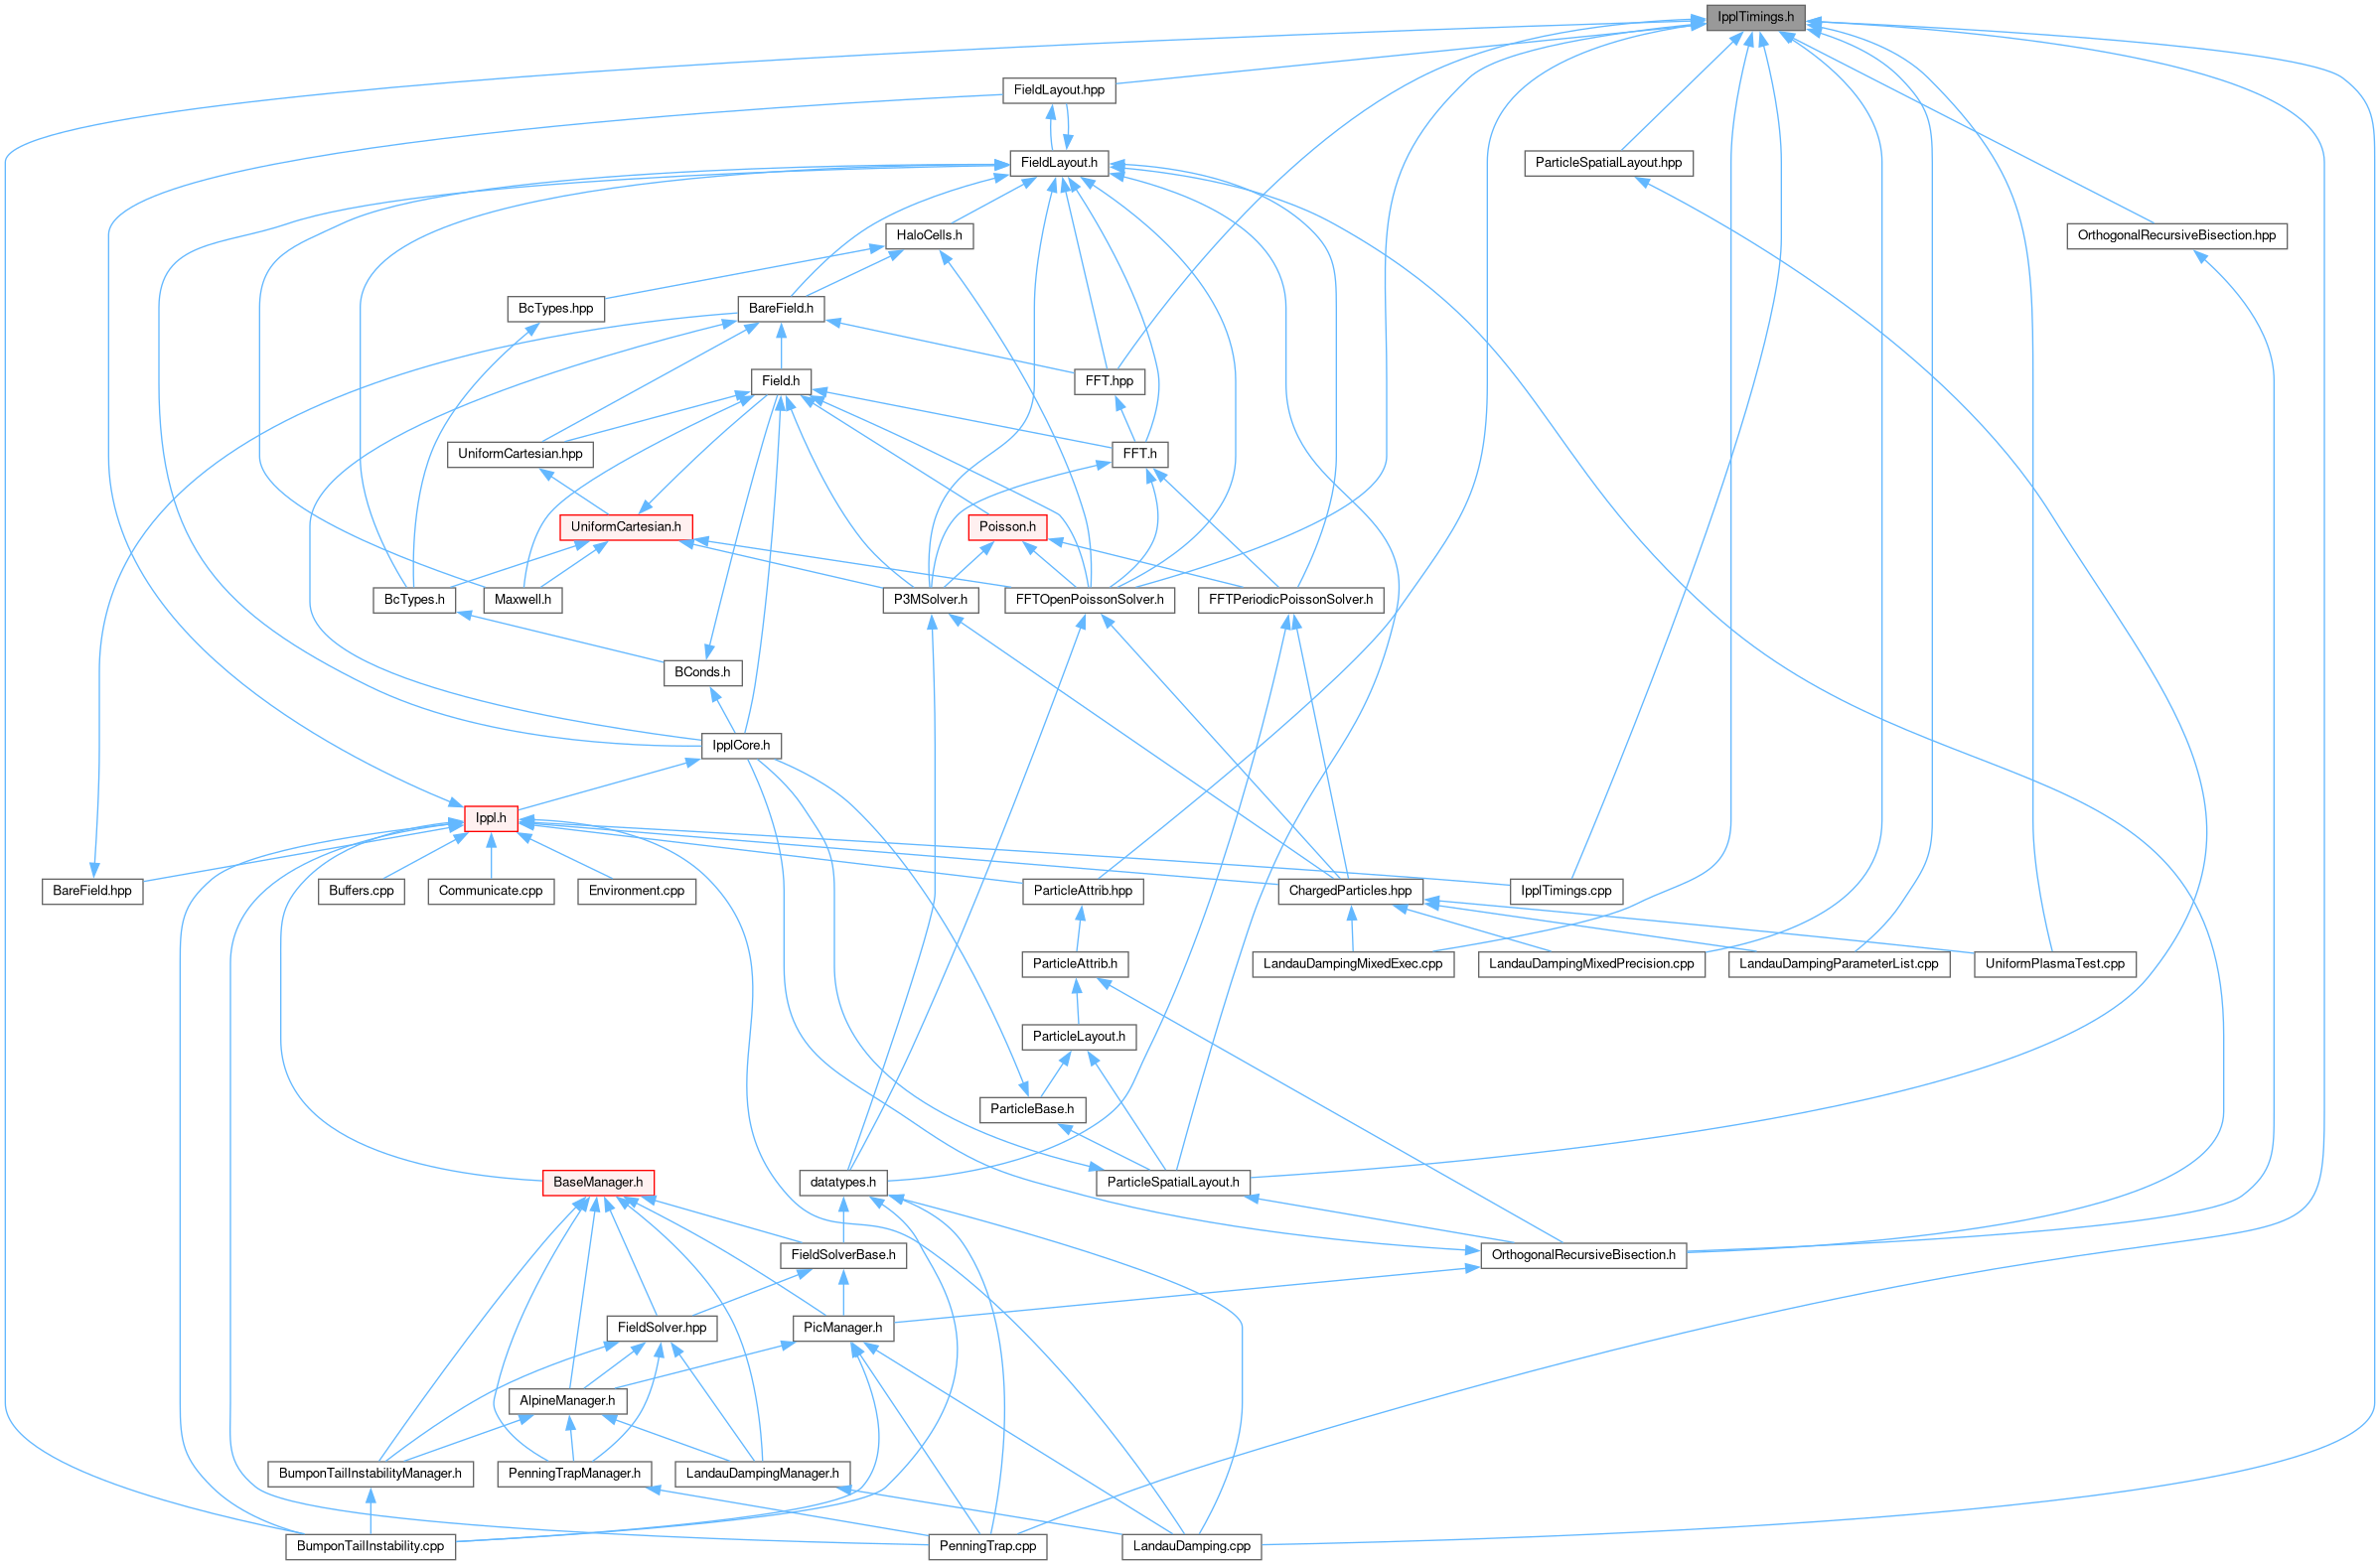 IpplTimings.h
FieldLayout.hpp
FieldLayout.h
ParticleSpatialLayout.hpp
HaloCells.h
OrthogonalRecursiveBisection.hpp
BcTypes.hpp
BareField.h
Field.h
FFT.hpp
UniformCartesian.hpp
FFT.h
UniformCartesian.h
Poisson.h
BcTypes.h
Maxwell.h
P3MSolver.h
FFTOpenPoissonSolver.h
FFTPeriodicPoissonSolver.h
BConds.h
IpplCore.h
Ippl.h
BareField.hpp
Buffers.cpp
Communicate.cpp
Environment.cpp
ParticleAttrib.hpp
ChargedParticles.hpp
IpplTimings.cpp
ParticleAttrib.h
LandauDampingMixedExec.cpp
LandauDampingMixedPrecision.cpp
LandauDampingParameterList.cpp
UniformPlasmaTest.cpp
ParticleLayout.h
ParticleBase.h
BaseManager.h
datatypes.h
ParticleSpatialLayout.h
FieldSolverBase.h
OrthogonalRecursiveBisection.h
FieldSolver.hpp
PicManager.h
AlpineManager.h
BumponTailInstabilityManager.h
PenningTrapManager.h
LandauDampingManager.h
BumponTailInstability.cpp
PenningTrap.cpp
LandauDamping.cpp